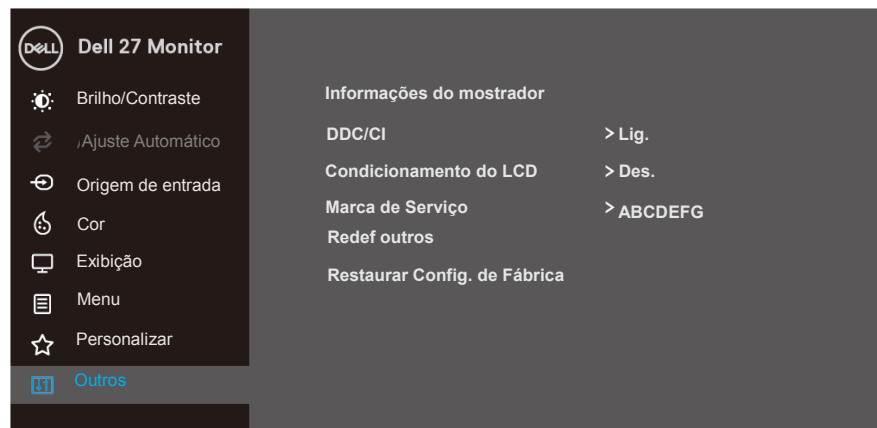 DELL Dell 27 Monitor
Brilho/Contraste
Ajuste Automático
Origem de entrada
Cor
Exibição
Menu
Personalizar
Outros
Informações do mostrador
DDC/CI > Lig.
Condicionamento do LCD > Des.
Marca de Serviço > ABCDEFG
Redef outros
Restaurar Config. de Fábrica